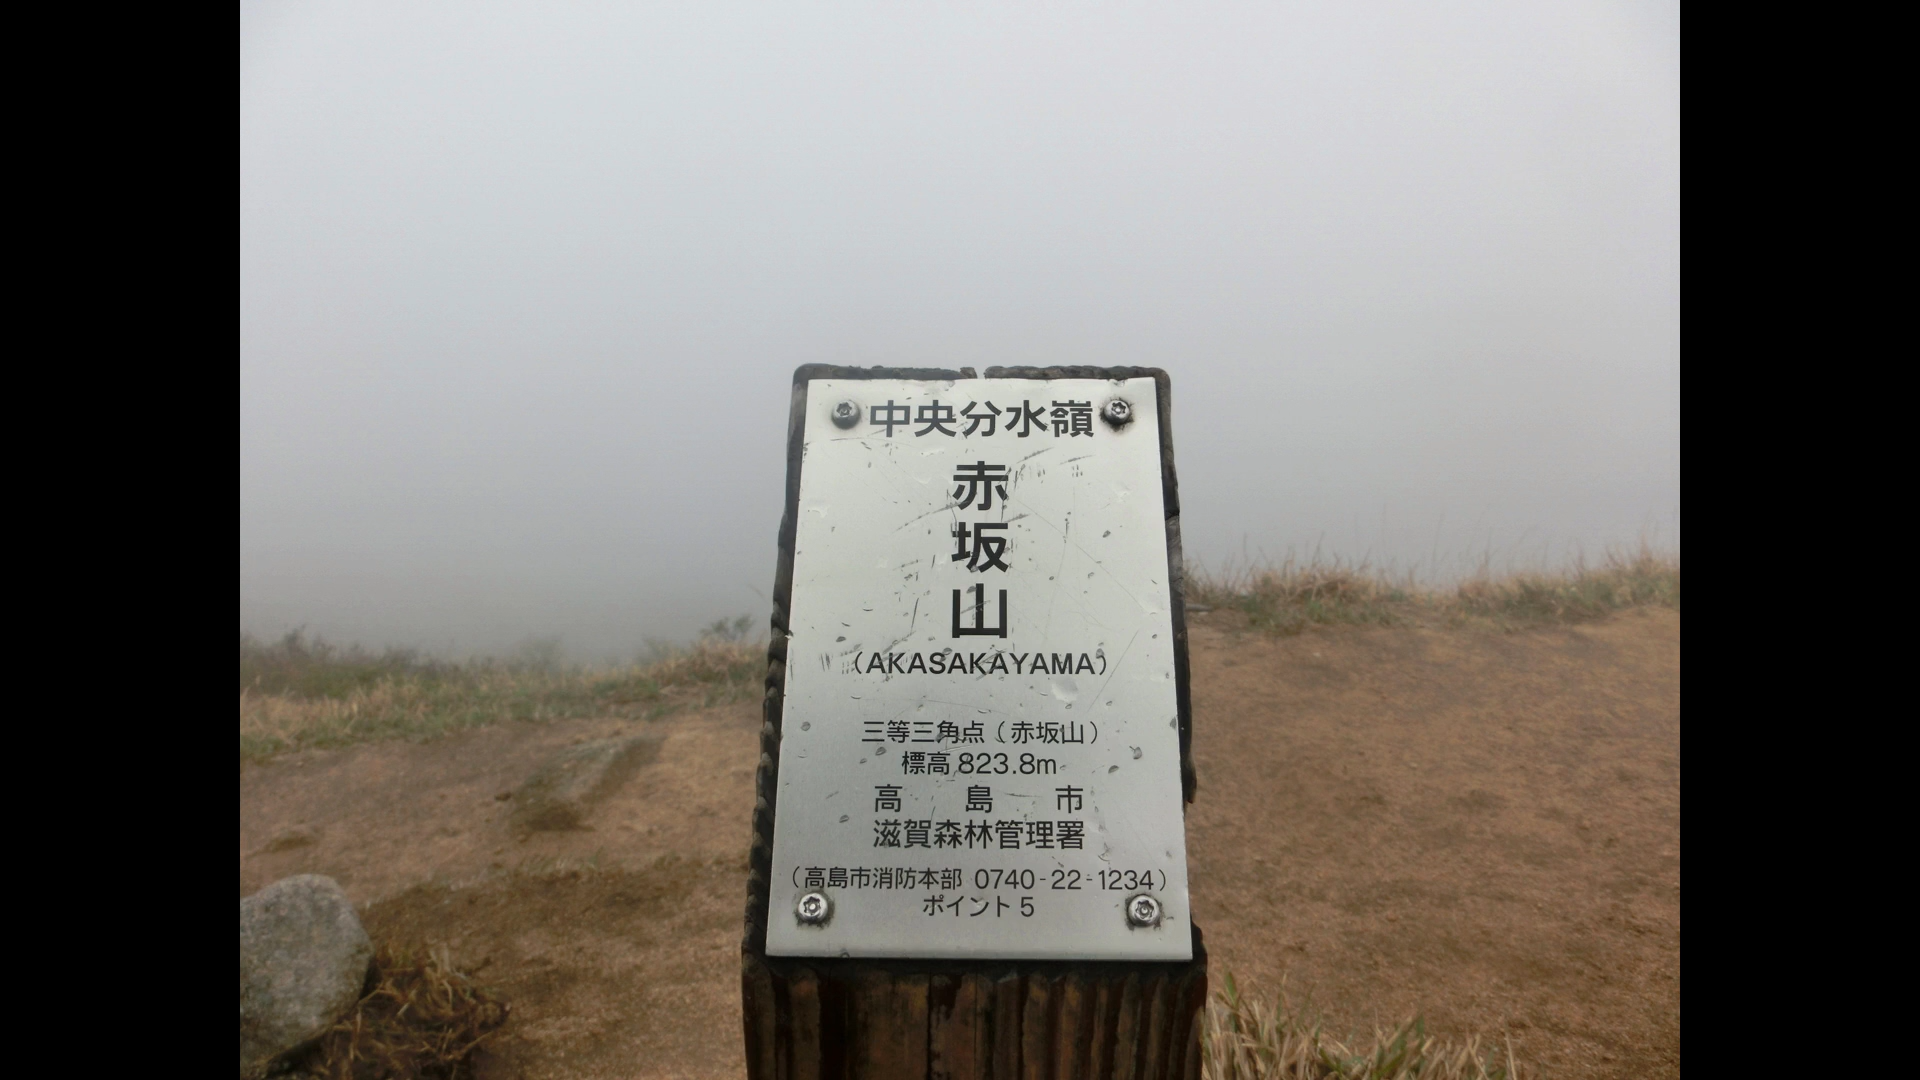 中央分水嶺
赤坂山
(AKASAKAYAMA)
三等三角点(赤坂山)
標高 823.8m
高島市
滋賀森林管理署
(高島市消防本部 0740-22-1234)
ポイント 5